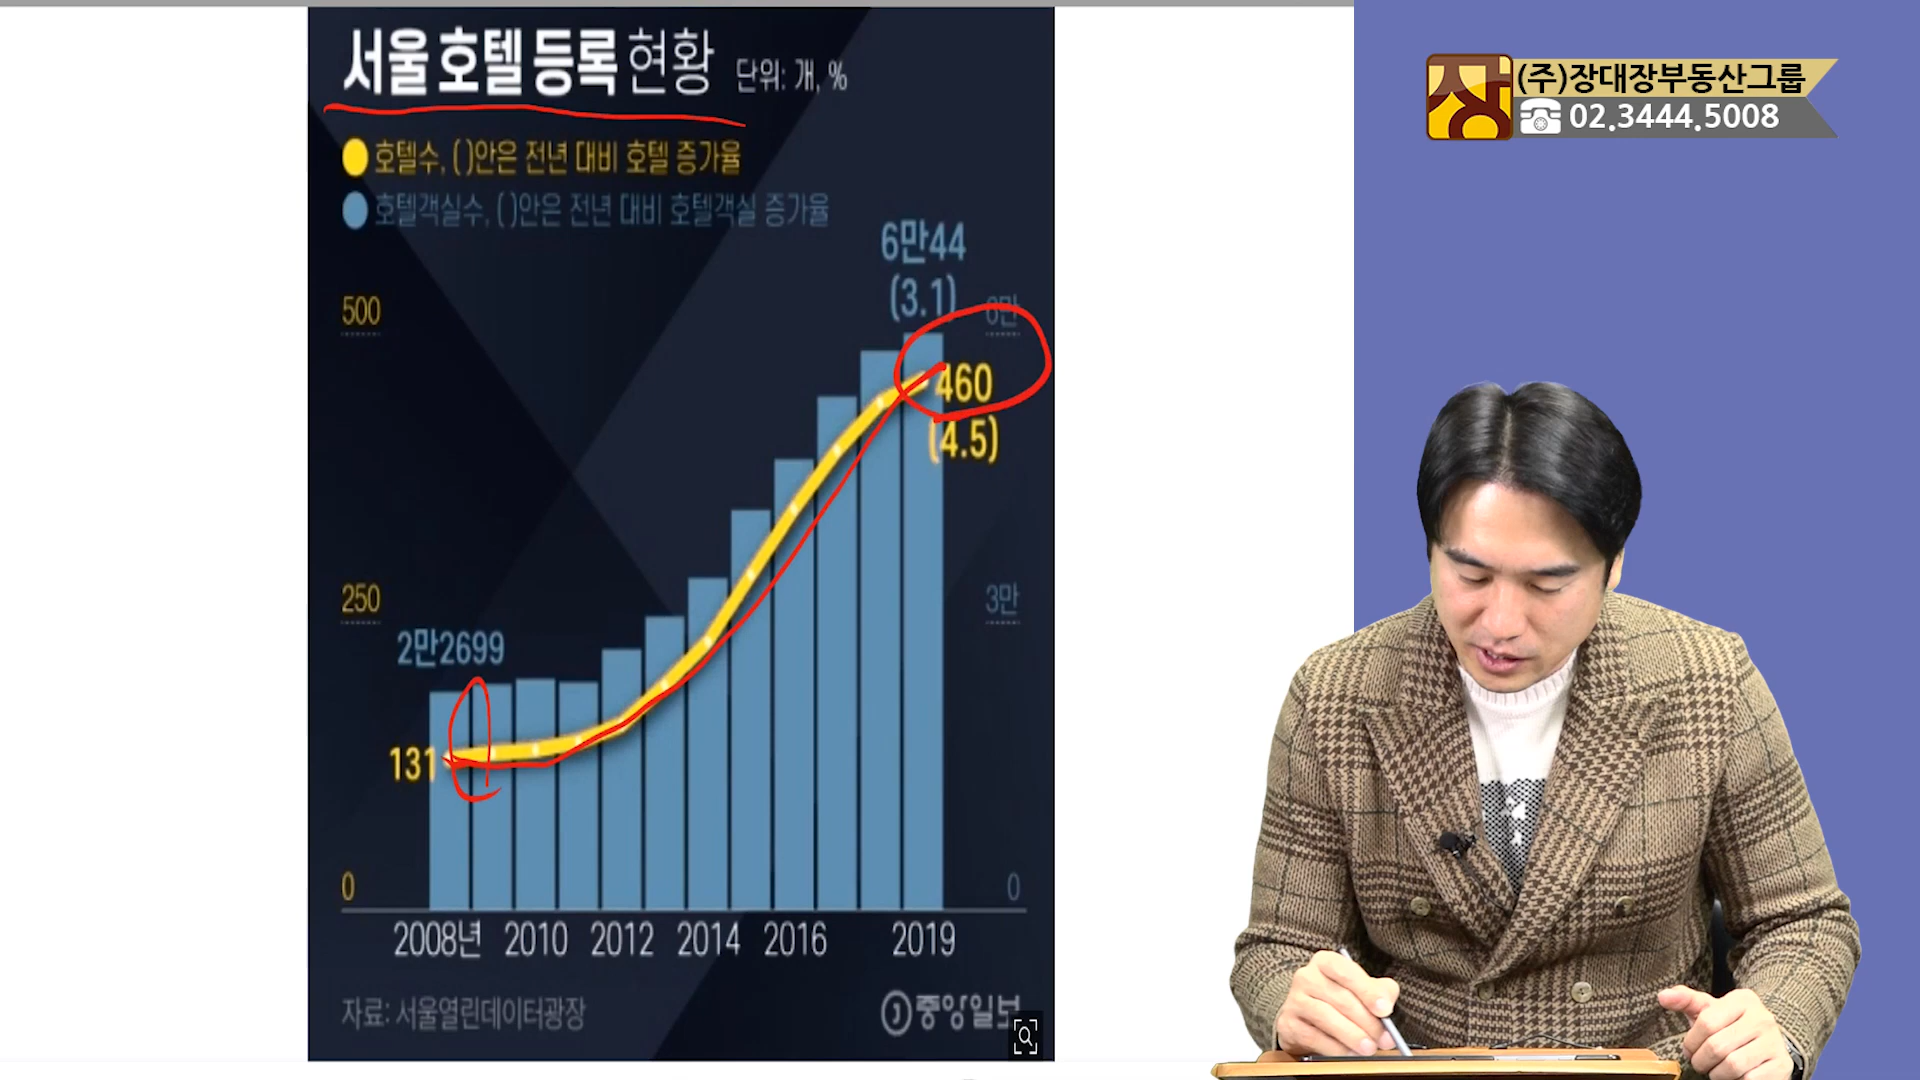 서울 호텔 등록 현황 단위: 개, %
호텔수, ( )안은 전년 대비 호텔 증가율
호텔객실수, ( )안은 전년 대비 호텔객실 증가율
6만44
(3.1)
500
6만
460
(4.5)
250
3만
2만2699
131
0
0
2008년 2010 2012 2014 2016 2019
자료: 서울열린데이터광장
중앙일보
장
(주)장대장부동산그룹
02.3444.5008